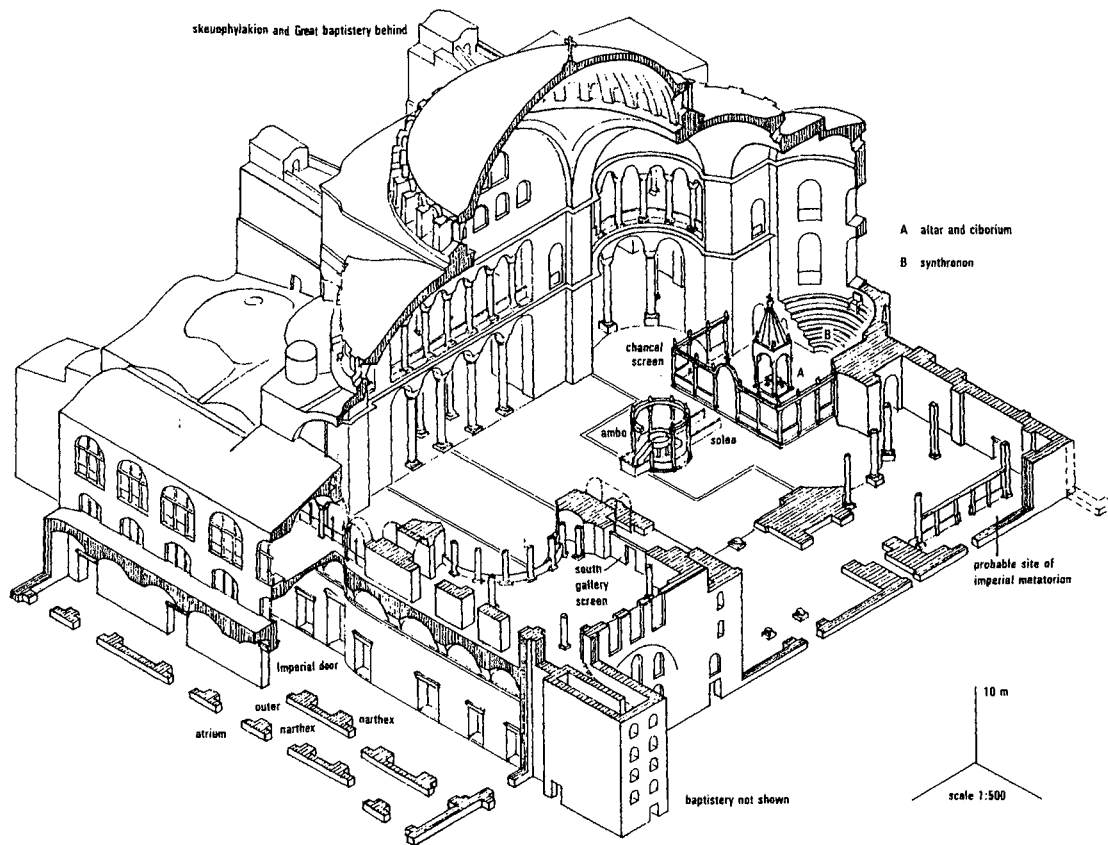 skeuophylakion and Great baptistery behind
A altar and ciborium
B synthronon
chancel
screen
B
A
ambo
solea
south
gallery
screen
probable site of
imperial metatorion
Imperial door
outer
narthex
narthex
atrium
baptistery not shown
10 m
scale 1:500